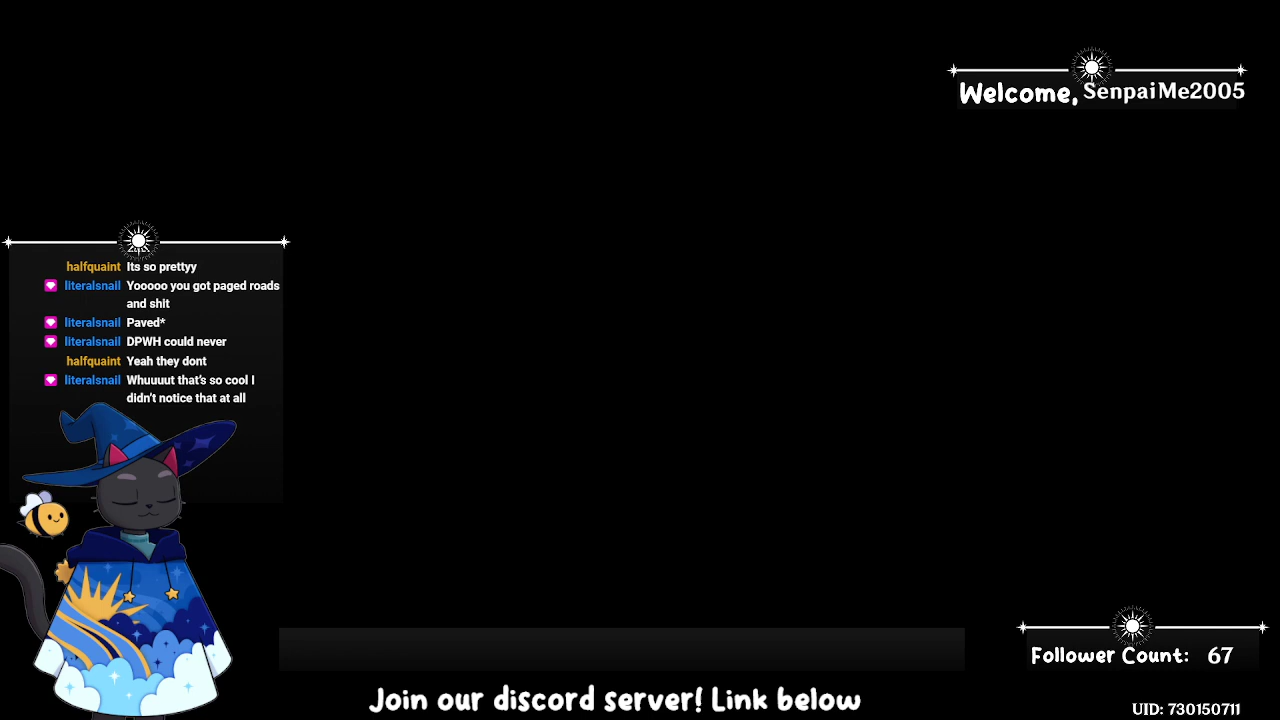 Welcome, SenpaiMe2005
halfquaint Its so prettyy
literalsnail Yooooo you got paged roads
and shit
literalsnail Paved*
literalsnail DPWH could never
halfquaint Yeah they dont
literalsnail Whuuuut that's so cool I
didn't notice that at all
Follower Count: 67
Join our discord server! Link below
UID: 730150711